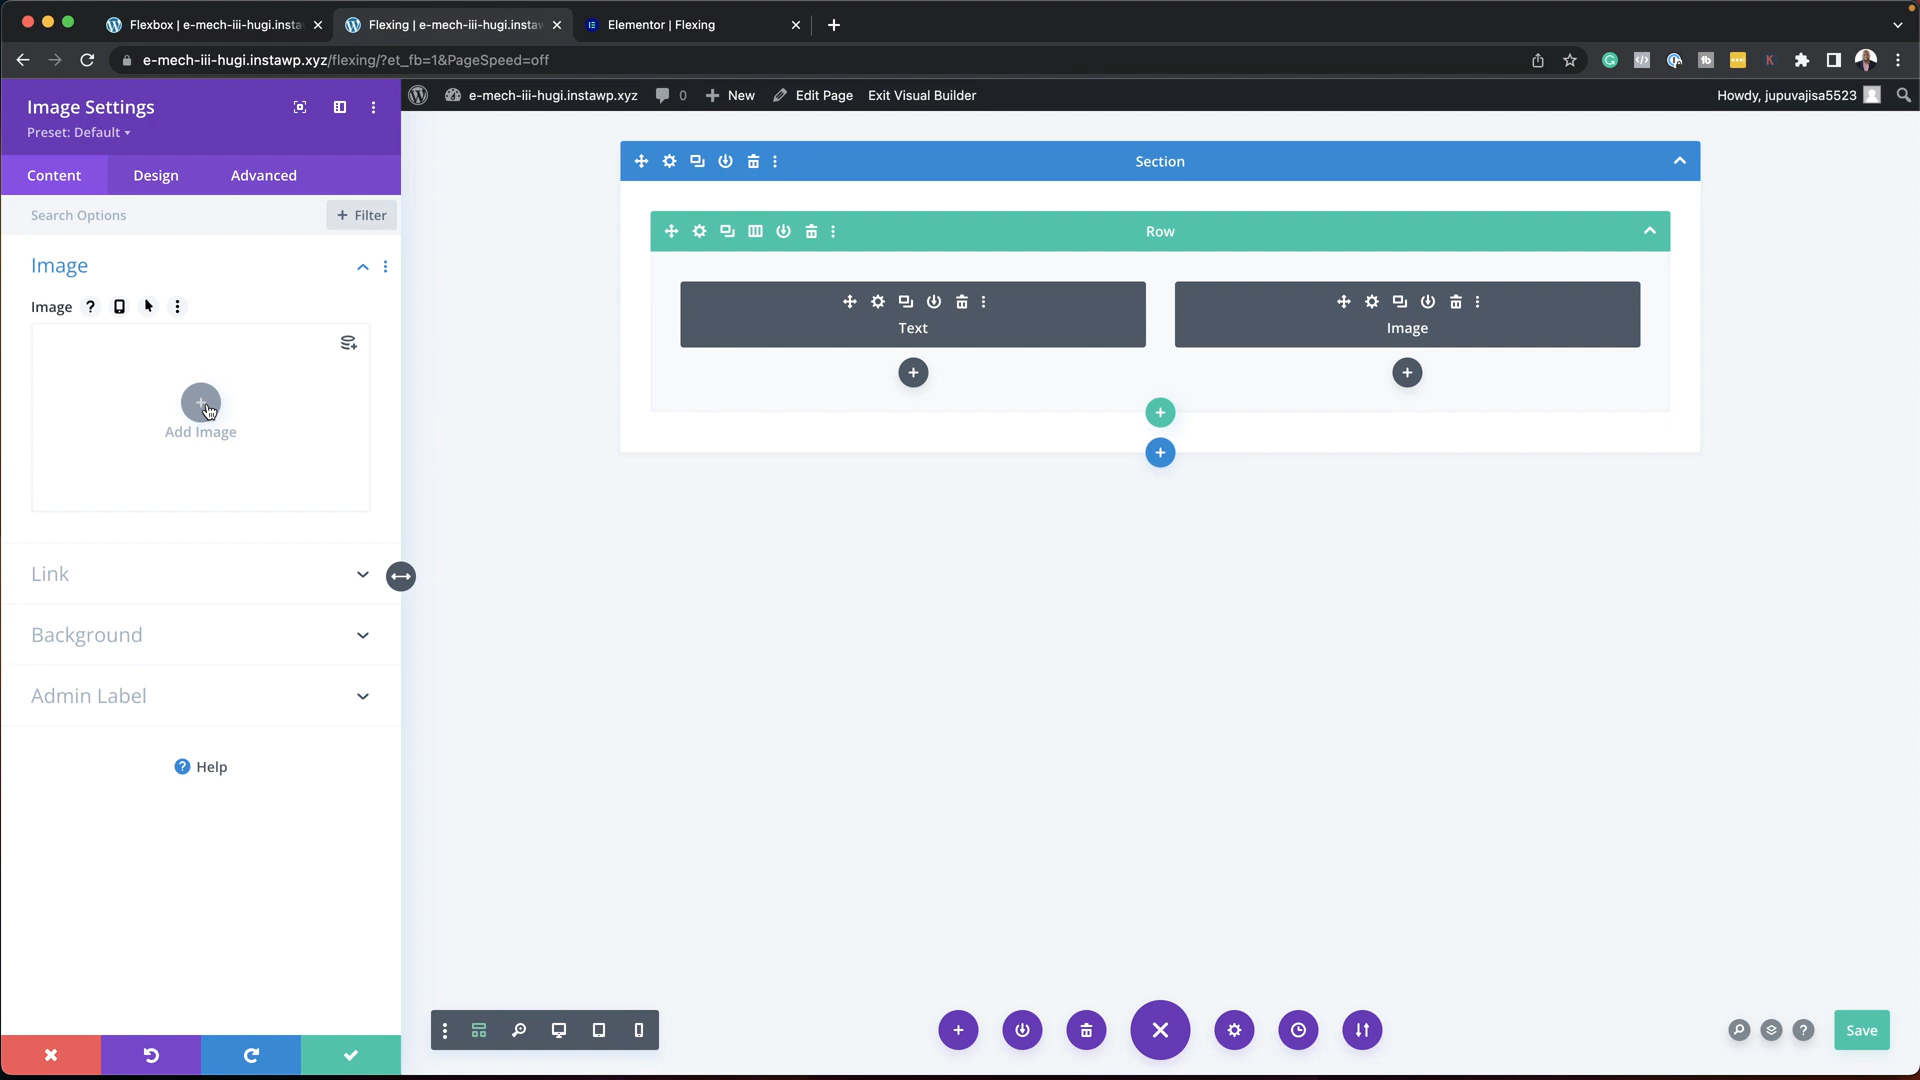 Flexbox | e-mech-iii-hugi.insta
Flexing | e-mech-iii-hugi.instaw
Elementor | Flexing
e-mech-iii-hugi.instawp.xyz/flexing/?et_fb=1&PageSpeed=off
e-mech-iii-hugi.instawp.xyz
0
New
Edit Page
Exit Visual Builder
Howdy, jupuvajisa5523
Image Settings
Preset: Default
Content
Design
Advanced
Search Options
+ Filter
Image
Image
Add Image
Link
Background
Admin Label
Help
Section
Row
Text
Image
Save